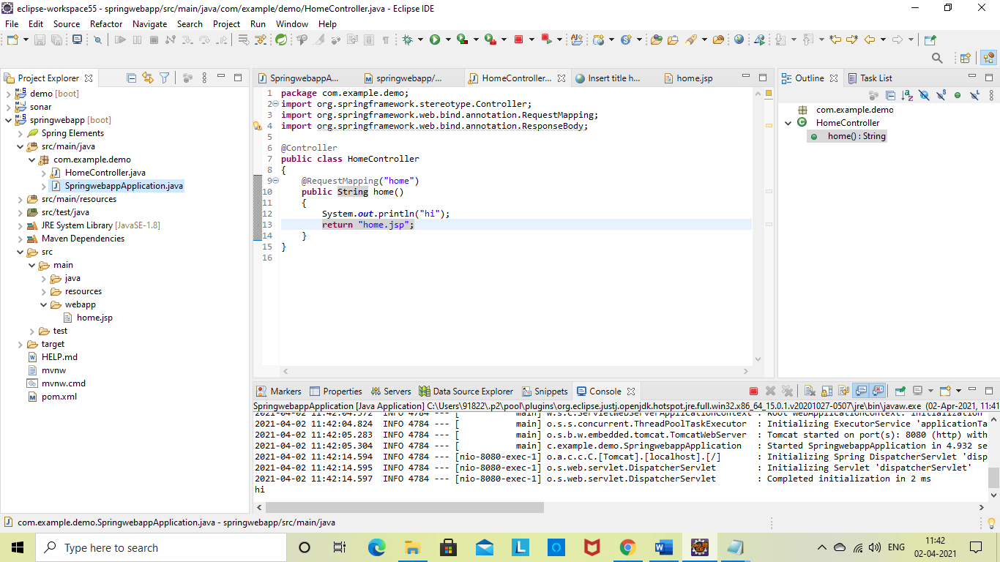 eclipse-workspace55 - springwebapp/src/main/java/com/example/demo/HomeController.java - Eclipse IDE
File Edit Source Refactor Navigate Search Project Run Window Help
Project Explorer
demo [boot]
sonar
springwebapp [boot]
Spring Elements
src/main/java
com.example.demo
HomeController.java
SpringwebappApplication.java
src/main/resources
src/test/java
JRE System Library [JavaSE-1.8]
Maven Dependencies
src
main
java
resources
webapp
home.jsp
test
target
HELP.md
mvnw
mvnw.cmd
pom.xml
SpringwebappA... springwebapp/... HomeController... Insert title h... home.jsp
1 package com.example.demo;
2 import org.springframework.stereotype.Controller;
3 import org.springframework.web.bind.annotation.RequestMapping;
4 import org.springframework.web.bind.annotation.ResponseBody;
5
6 @Controller
7 public class HomeController
8 {
9 @RequestMapping("home")
10 public String home()
11 {
12 System.out.println("hi");
13 return "home.jsp";
14 }
15 }
16
Outline Task List
com.example.demo
HomeController
home() : String
Markers Properties Servers Data Source Explorer Snippets Console
SpringwebappApplication [Java Application] C:\Users\91822\.p2\pool\plugins\org.eclipse.justj.openjdk.hotspot.jre.full.win32.x86_64_15.0.1.v20201027-0507\jre\bin\javaw.exe (02-Apr-2021, 11:41
2021-04-02 11:42:04.572 INFO 4784 --- [ main] w.s.c.ServletWebServerApplicationContext : Root WebApplicationContext: initialization
2021-04-02 11:42:04.824 INFO 4784 --- [ main] o.s.s.concurrent.ThreadPoolTaskExecutor : Initializing ExecutorService 'applicationTa
2021-04-02 11:42:05.283 INFO 4784 --- [ main] o.s.b.w.embedded.tomcat.TomcatWebServer : Tomcat started on port(s): 8080 (http) with
2021-04-02 11:42:05.304 INFO 4784 --- [ main] c.example.demo.SpringwebappApplication : Started SpringwebappApplication in 4.932 se
2021-04-02 11:42:14.594 INFO 4784 --- [nio-8080-exec-1] o.a.c.c.C.[Tomcat].[localhost].[/] : Initializing Spring DispatcherServlet 'disp
2021-04-02 11:42:14.595 INFO 4784 --- [nio-8080-exec-1] o.s.web.servlet.DispatcherServlet : Initializing Servlet 'dispatcherServlet'
2021-04-02 11:42:14.597 INFO 4784 --- [nio-8080-exec-1] o.s.web.servlet.DispatcherServlet : Completed initialization in 2 ms
hi
com.example.demo.SpringwebappApplication.java - springwebapp/src/main/java
Type here to search
ENG
11:42
02-04-2021